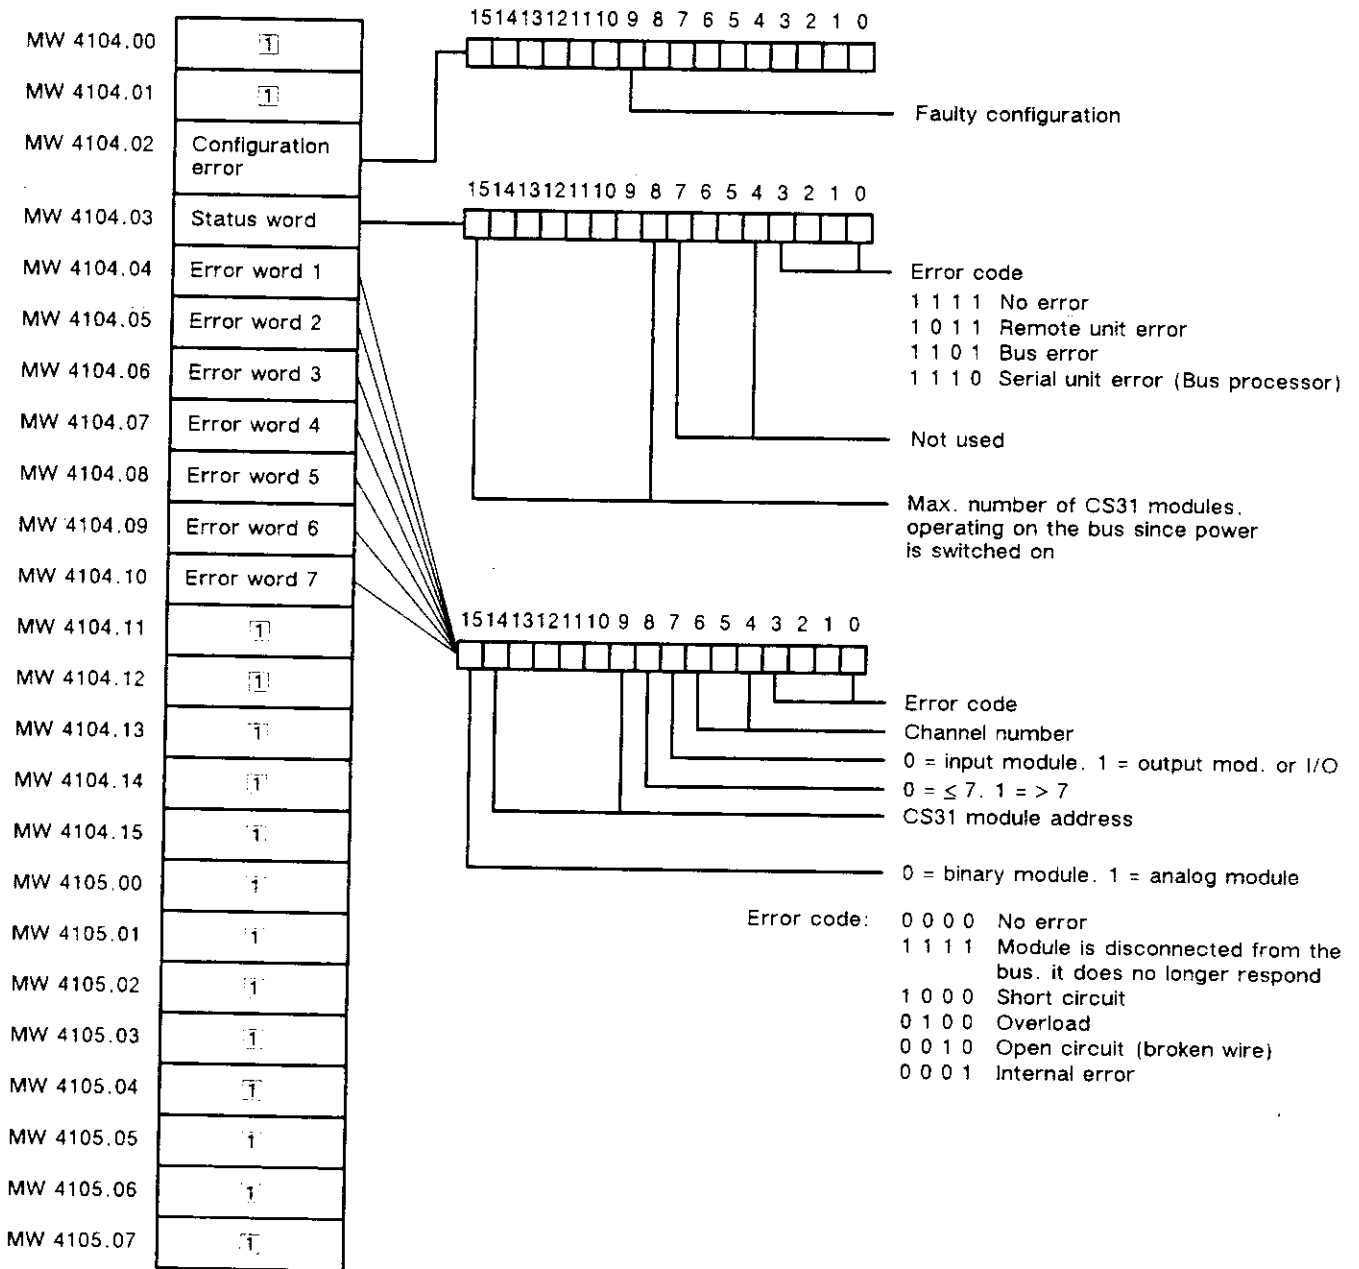 MW 4104.00 1
MW 4104.01 1
MW 4104.02 Configuration
error
MW 4104.03 Status word
MW 4104.04 Error word 1
MW 4104.05 Error word 2
MW 4104.06 Error word 3
MW 4104.07 Error word 4
MW 4104.08 Error word 5
MW 4104.09 Error word 6
MW 4104.10 Error word 7
MW 4104.11 1
MW 4104.12 1
MW 4104.13 1
MW 4104.14 1
MW 4104.15 1
MW 4105.00 1
MW 4105.01 1
MW 4105.02 1
MW 4105.03 1
MW 4105.04 1
MW 4105.05 1
MW 4105.06 1
MW 4105.07 1
15 14 13 12 11 10 9 8 7 6 5 4 3 2 1 0
Faulty configuration
15 14 13 12 11 10 9 8 7 6 5 4 3 2 1 0
Error code
1 1 1 1 No error
1 0 1 1 Remote unit error
1 1 0 1 Bus error
1 1 1 0 Serial unit error (Bus processor)
Not used
Max. number of CS31 modules.
operating on the bus since power
is switched on
15 14 13 12 11 10 9 8 7 6 5 4 3 2 1 0
Error code
Channel number
0 = input module. 1 = output mod. or I/O
0 = ≤ 7. 1 = > 7
CS31 module address
0 = binary module. 1 = analog module
Error code: 0 0 0 0 No error
1 1 1 1 Module is disconnected from the
bus. it does no longer respond
1 0 0 0 Short circuit
0 1 0 0 Overload
0 0 1 0 Open circuit (broken wire)
0 0 0 1 Internal error